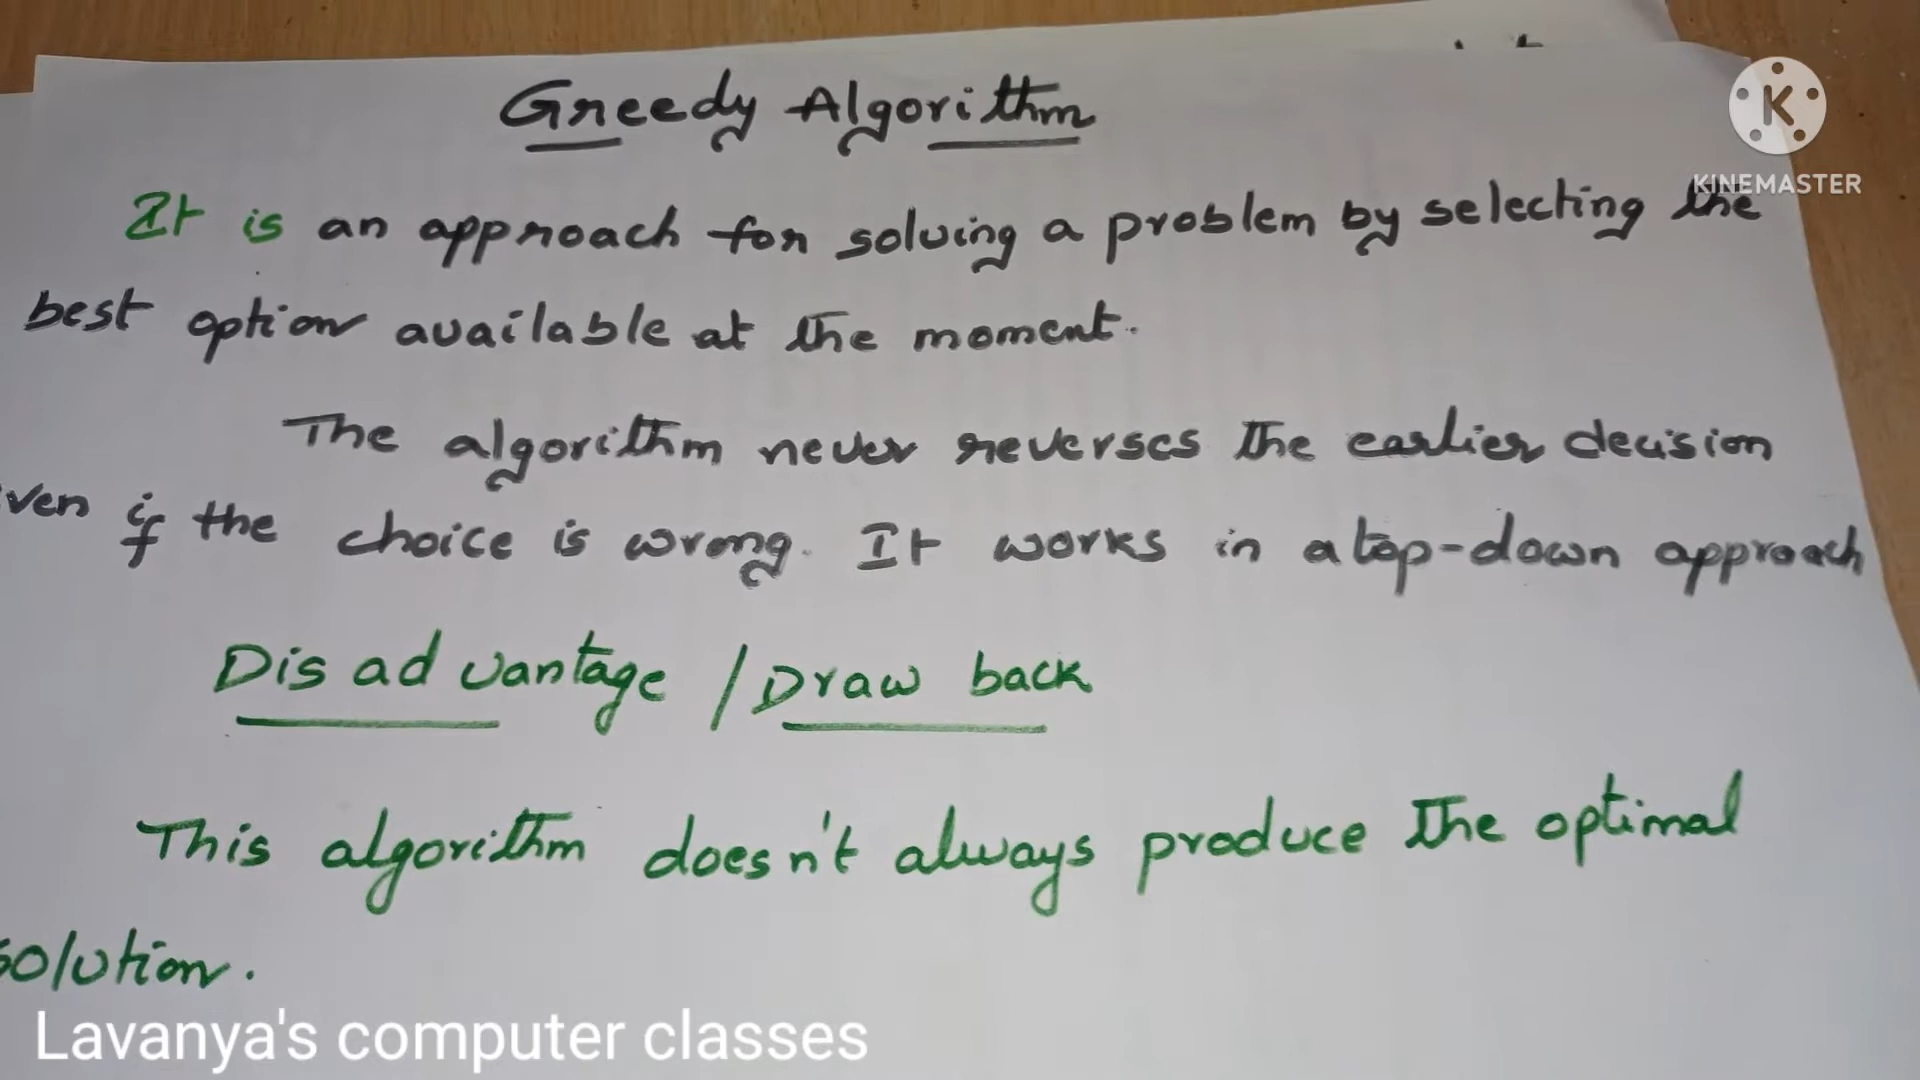 Greedy Algorithm
K
KINEMASTER
It is an approach for solving a problem by selecting the
best option available at the moment.
The algorithm never reverses the earlier decision
ven if the choice is wrong. It works in a top-down approach
Dis ad vantage / Draw back
This algorithm doesn't always produce the optimal
solution.
Lavanya's computer classes